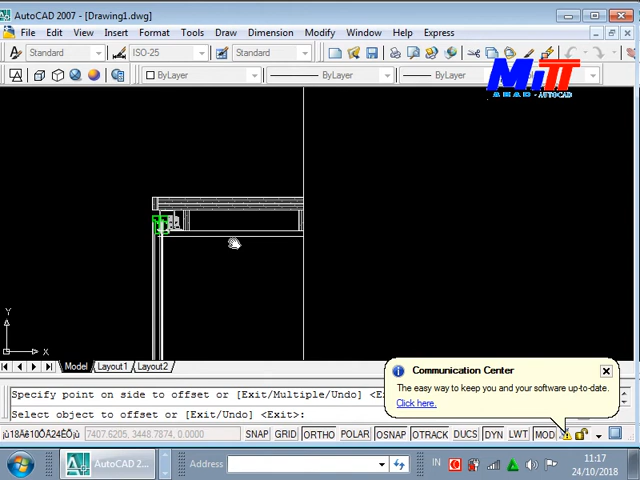 AutoCAD 2007 - [Drawing1.dwg]
File Edit View Insert Format Tools Draw Dimension Modify Window Help Express
Standard ISO-25 Standard
ByLayer ByLayer ByLayer
MiTT
AHAD - AUTOCAD
Y
X
Model Layout1 Layout2
Communication Center
The easy way to keep you and your software up-to-date.
Click here.
Specify point on side to offset or [Exit/Multiple/Undo] <E
Select object to offset or [Exit/Undo] <Exit>:
7407.6205, 3448.7874, 0.0000 SNAP GRID ORTHO POLAR OSNAP OTRACK DUCS DYN LWT MOD
AutoCAD 2... Address IN 11:17
24/10/2018